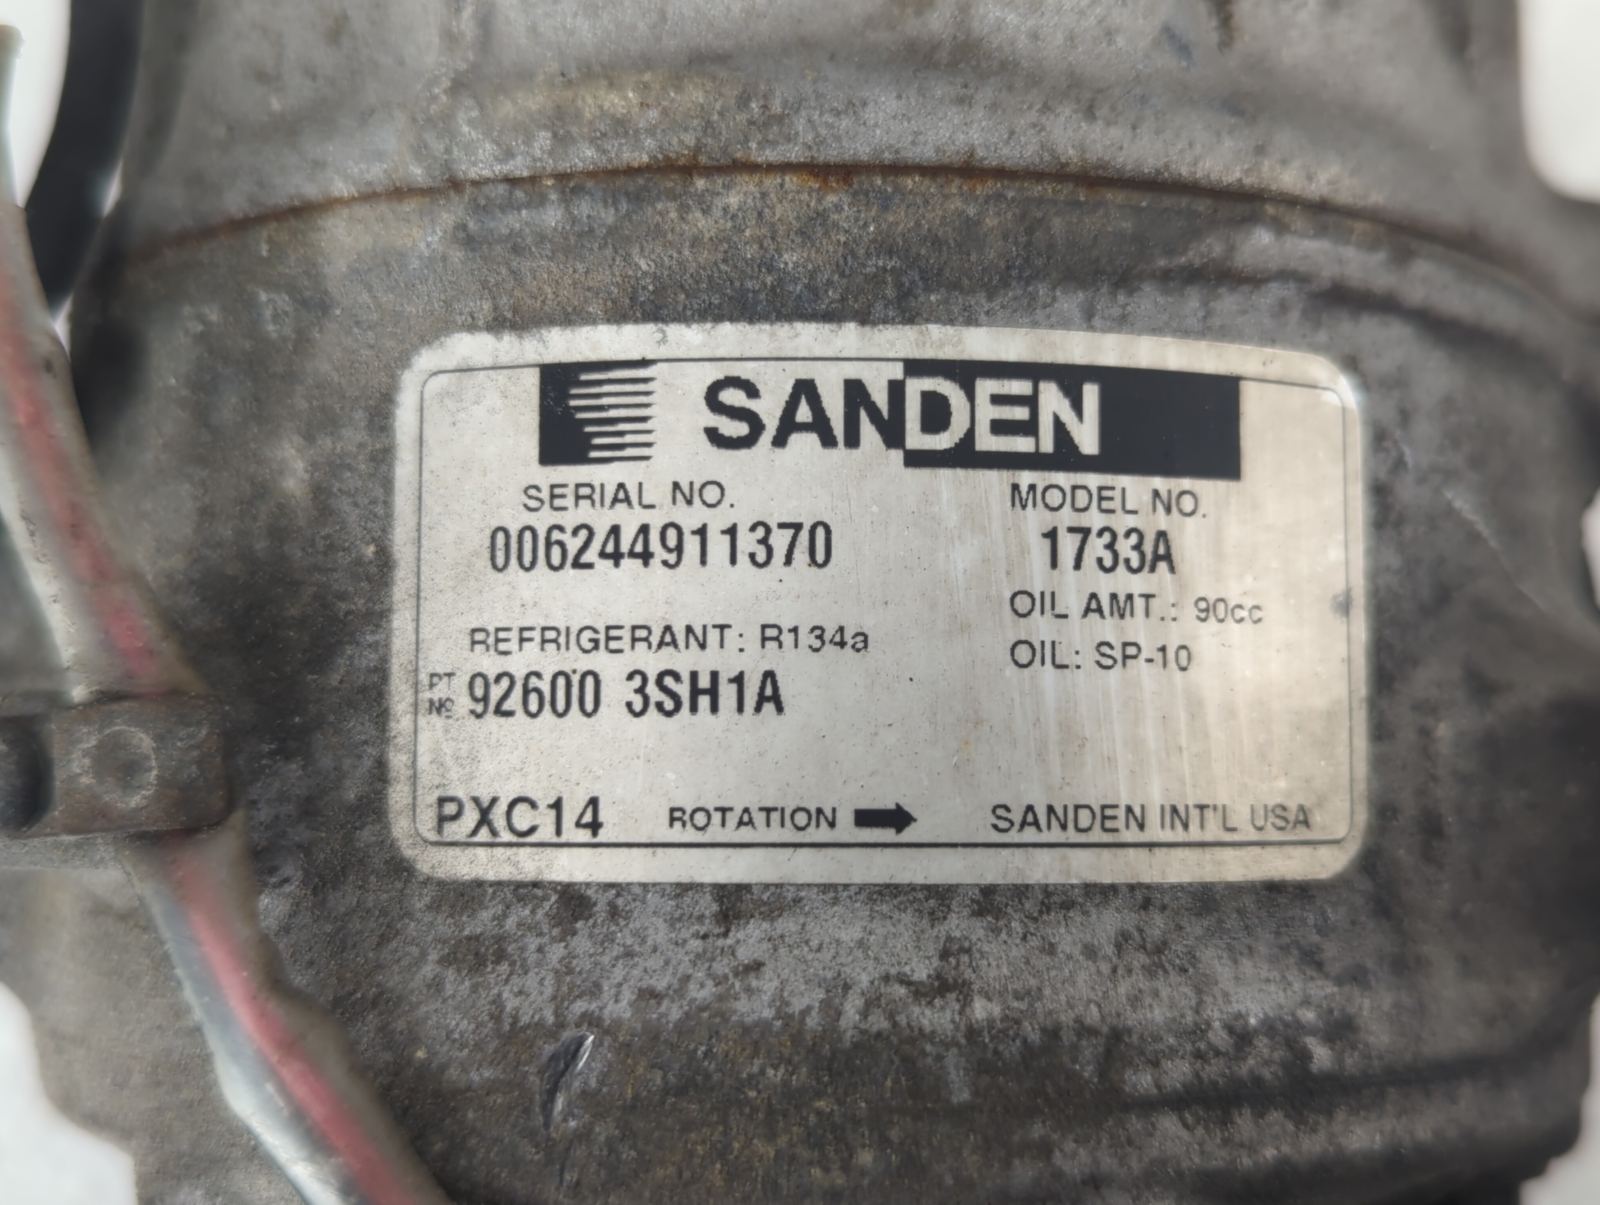 SANDEN
SERIAL NO.
006244911370
MODEL NO.
1733A
OIL AMT.: 90cc
OIL: SP-10
REFRIGERANT: R134a
PT NO 92600 3SH1A
PXC14 ROTATION SANDEN INT'L USA